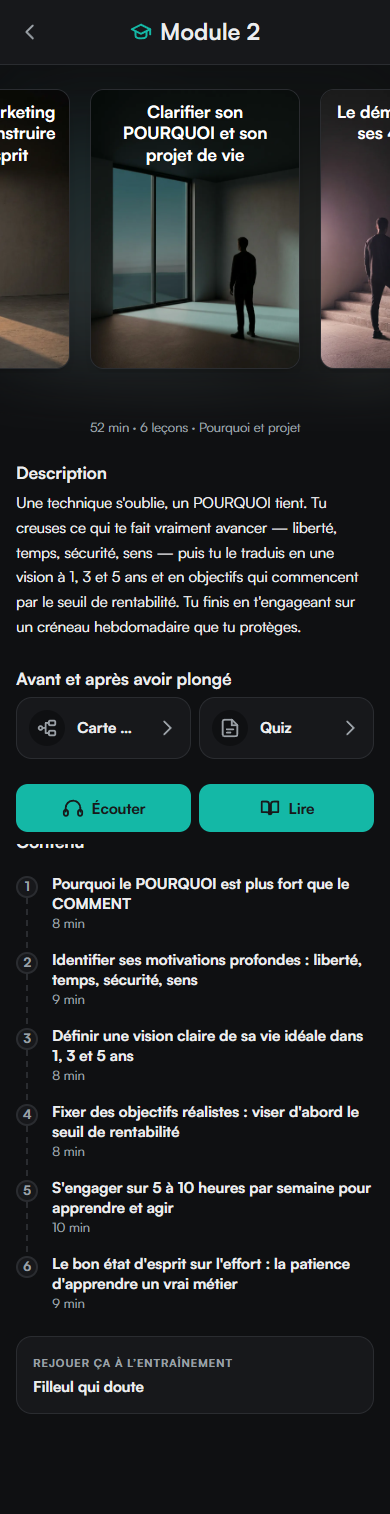 Module 2
rketing
nstruire
sprit
Clarifier son
POURQUOI et son
projet de vie
Le dém
ses 4
52 min · 6 leçons · Pourquoi et projet
Description
Une technique s'oublie, un POURQUOI tient. Tu
creuses ce qui te fait vraiment avancer — liberté,
temps, sécurité, sens — puis tu le traduis en une
vision à 1, 3 et 5 ans et en objectifs qui commencent
par le seuil de rentabilité. Tu finis en t'engageant sur
un créneau hebdomadaire que tu protèges.
Avant et après avoir plongé
Carte ...
Quiz
Écouter
Lire
Contenu
1 Pourquoi le POURQUOI est plus fort que le
COMMENT
8 min
2 Identifier ses motivations profondes : liberté,
temps, sécurité, sens
9 min
3 Définir une vision claire de sa vie idéale dans
1, 3 et 5 ans
8 min
4 Fixer des objectifs réalistes : viser d'abord le
seuil de rentabilité
8 min
5 S'engager sur 5 à 10 heures par semaine pour
apprendre et agir
10 min
6 Le bon état d'esprit sur l'effort : la patience
d'apprendre un vrai métier
9 min
REJOUER ÇA À L'ENTRAÎNEMENT
Filleul qui doute